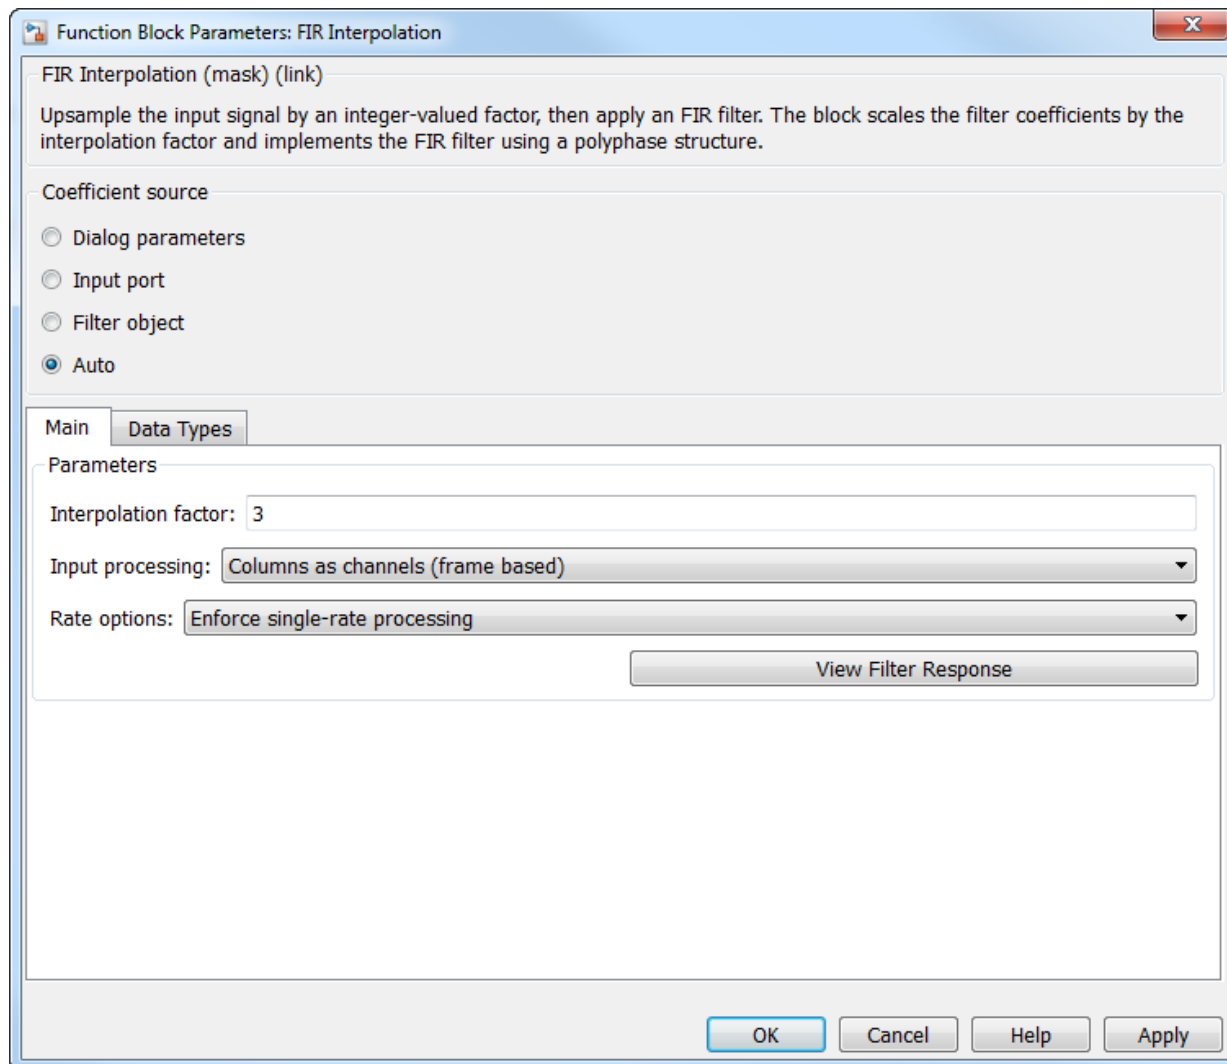 Function Block Parameters: FIR Interpolation
X
FIR Interpolation (mask) (link)
Upsample the input signal by an integer-valued factor, then apply an FIR filter. The block scales the filter coefficients by the
interpolation factor and implements the FIR filter using a polyphase structure.
Coefficient source
Dialog parameters
Input port
Filter object
Auto
Main Data Types
Parameters
Interpolation factor: 3
Input processing: Columns as channels (frame based)
Rate options: Enforce single-rate processing
View Filter Response
OK Cancel Help Apply